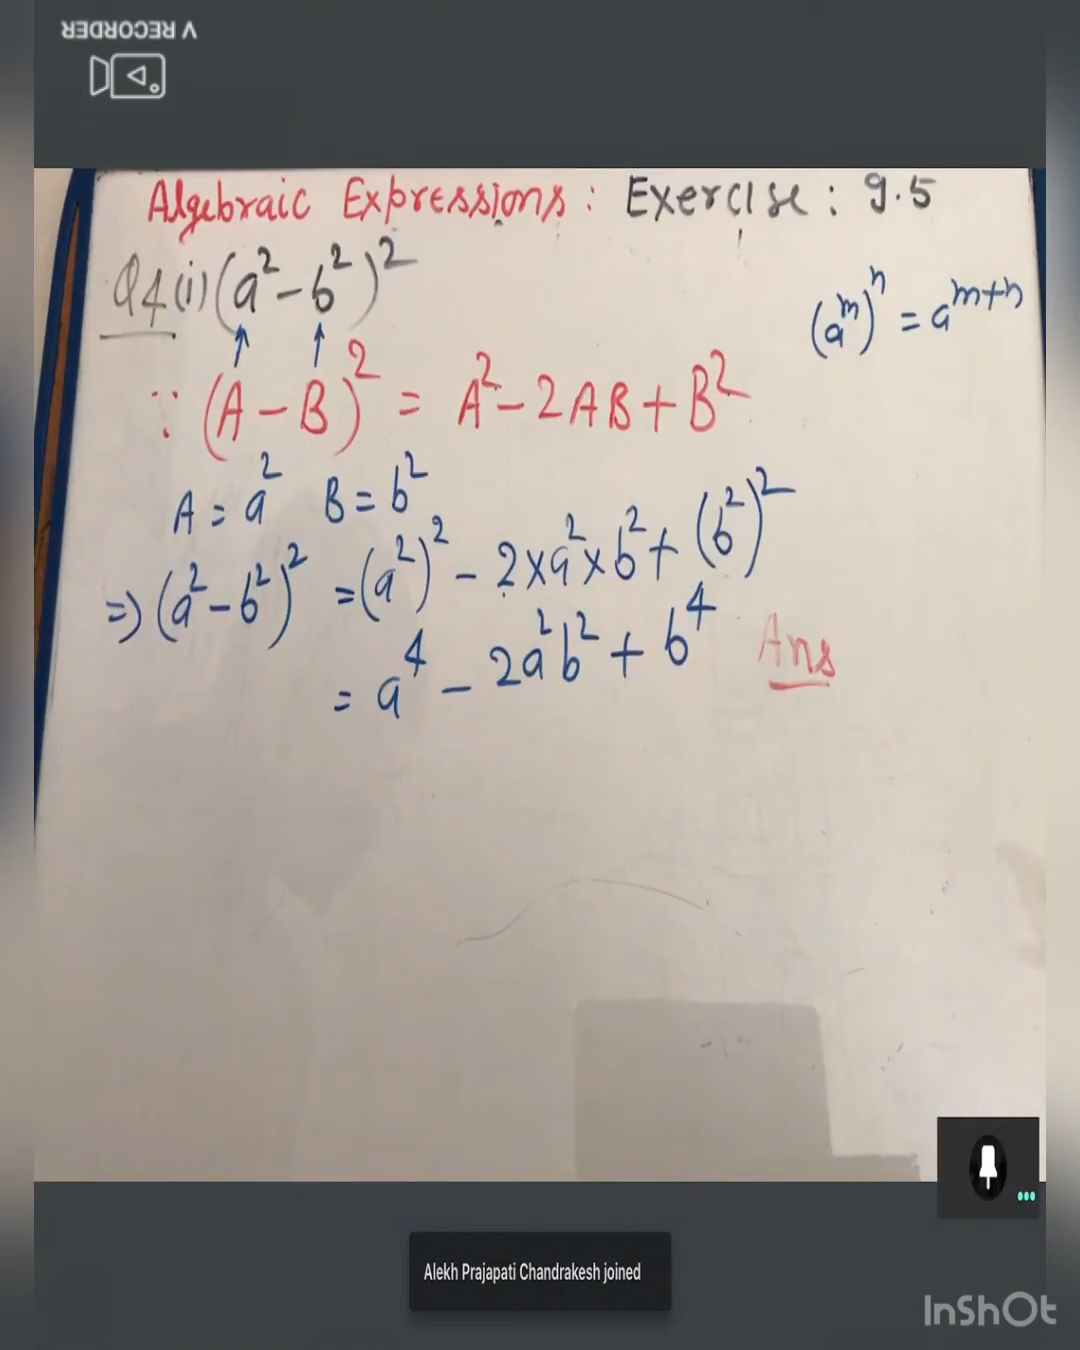 V RECORDER
Algebraic Expressions : Exercise : 9.5
Q4 (i) (a² - b²)²
(aᵐ)ⁿ = aᵐ⁺ⁿ
∵ (A - B)² = A² - 2AB + B²
A = a² B = b²
=> (a² - b²)² = (a²)² - 2×a²×b² + (b²)²
= a⁴ - 2a²b² + b⁴ Ans
Alekh Prajapati Chandrakesh joined
InShOt